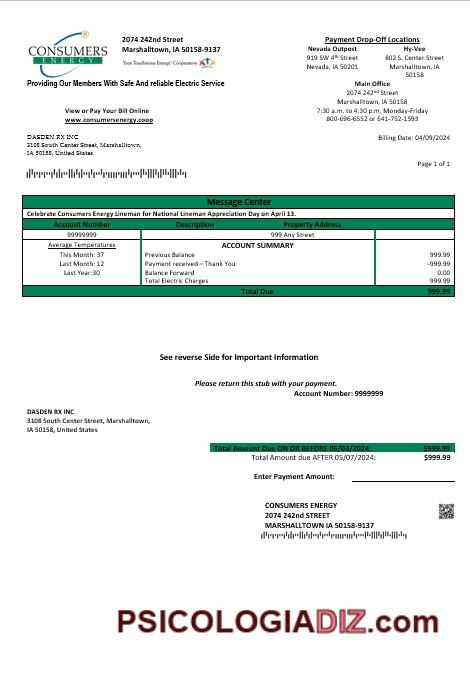 CONSUMERS
ENERGY
2074 242nd Street
Marshalltown, IA 50158-9137
Your Touchstone Energy® Cooperative
Providing Our Members With Safe And reliable Electric Service
Payment Drop-Off Locations
Nevada Outpost
919 SW 4th Street
Nevada, IA 50201
Hy-Vee
802 S. Center Street
Marshalltown, IA
50158
Main Office
2074 242nd Street
Marshalltown, IA 50158
7:30 a.m. to 4:30 p.m. Monday-Friday
800-696-6552 or 641-752-1593
View or Pay Your Bill Online
www.consumersenergy.coop
DASDEN RX INC
3108 South Center Street, Marshalltown,
IA 50158, United States
Billing Date: 04/09/2024
Page 1 of 1
Message Center
Celebrate Consumers Energy Lineman for National Lineman Appreciation Day on April 13.
Account Number Description Property Address
99999999 999 Any Street
Average Temperatures
This Month: 37
Last Month: 12
Last Year:30
ACCOUNT SUMMARY
Previous Balance 999.99
Payment received – Thank You -999.99
Balance Forward 0.00
Total Electric Charges 999.99
Total Due 999.99
See reverse Side for Important Information
Please return this stub with your payment.
Account Number: 9999999
DASDEN RX INC
3108 South Center Street, Marshalltown,
IA 50158, United States
Total Amount Due ON OR BEFORE 05/03/2024: $999.99
Total Amount due AFTER 05/07/2024: $999.99
Enter Payment Amount:
CONSUMERS ENERGY
2074 242nd STREET
MARSHALLTOWN IA 50158-9137
PSICOLOGIADIZ.com